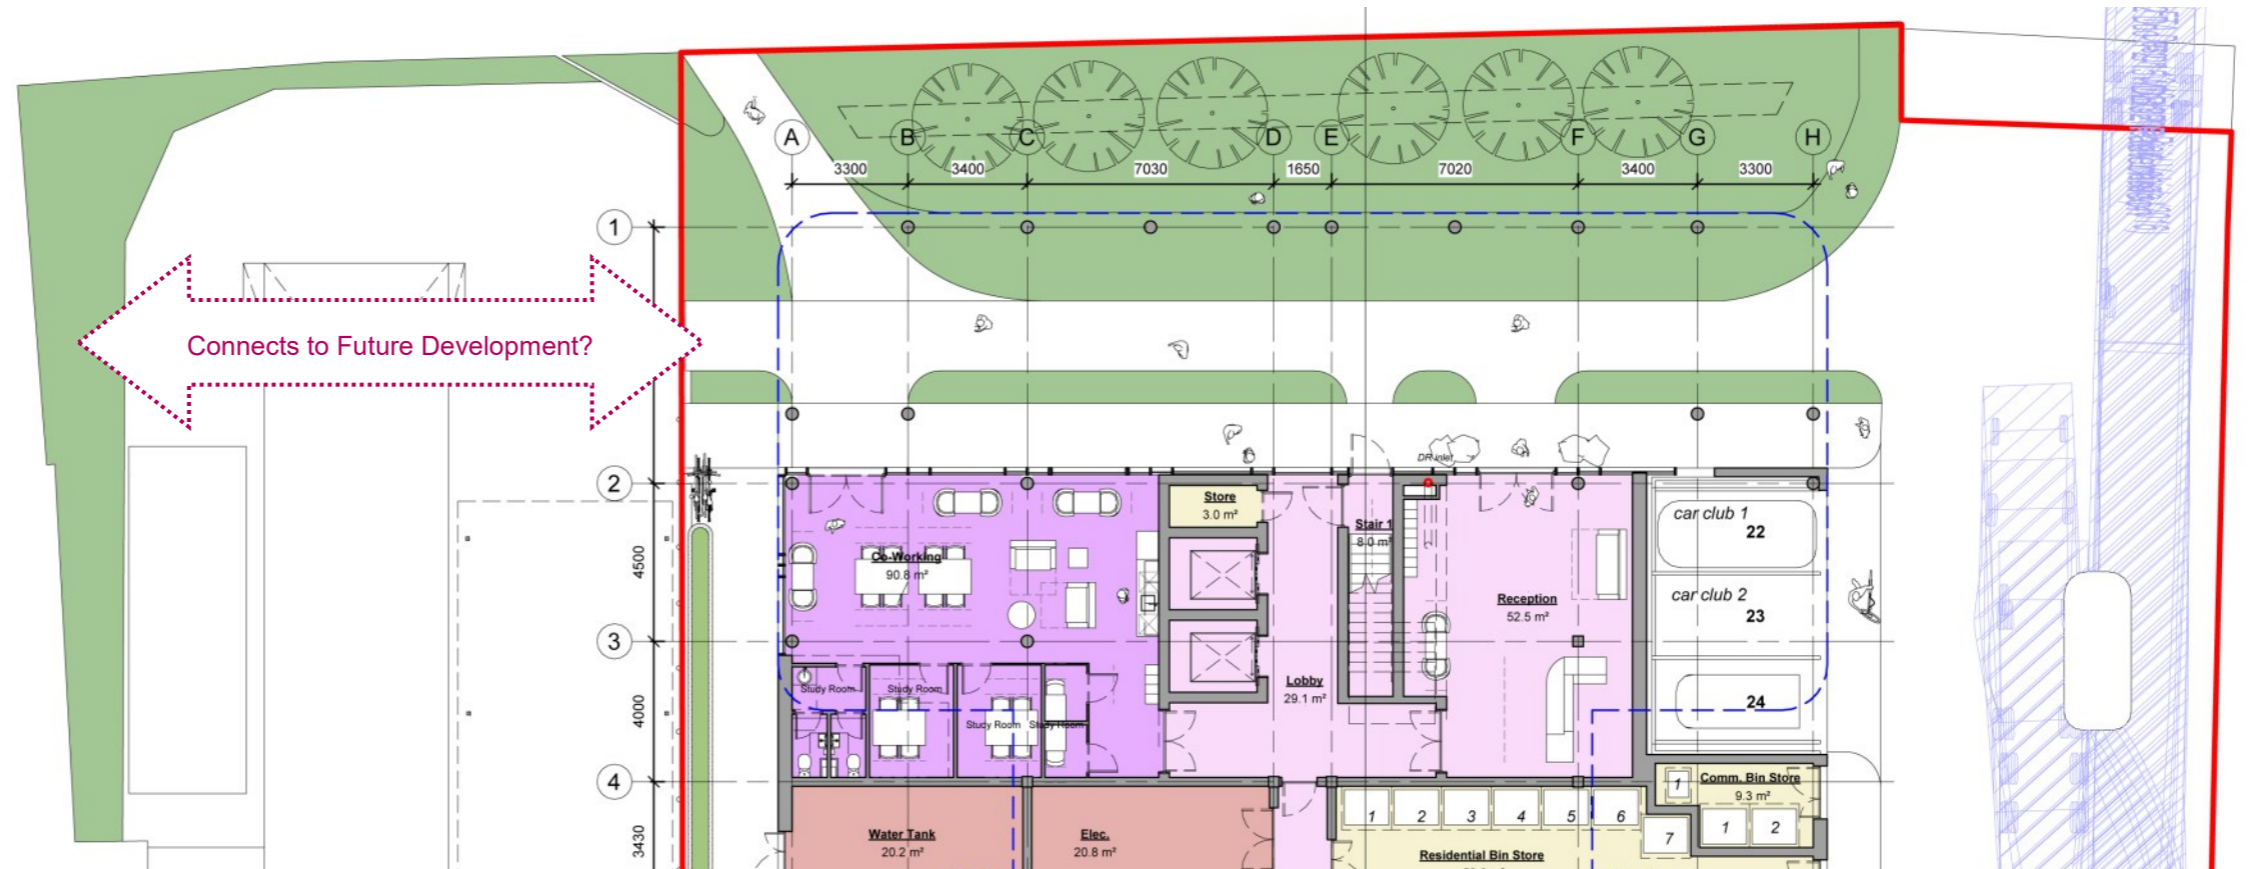 A B C D E F G H
3300 3400 7030 1650 7020 3400 3300
1
Connects to Future Development?
DR inlet
2
Store
3.0 m²
Stair 1
8.0 m²
car club 1
22
4500
Co-Working
90.8 m²
car club 2
23
Reception
52.5 m²
3
Lobby
29.1 m²
Study Room
Study Room
Study Room
Study Room
24
4000
4
Comm. Bin Store
9.3 m²
1
1 2
1 2 3 4 5 6
7
3430
Water Tank
20.2 m²
Elec.
20.8 m²
Residential Bin Store